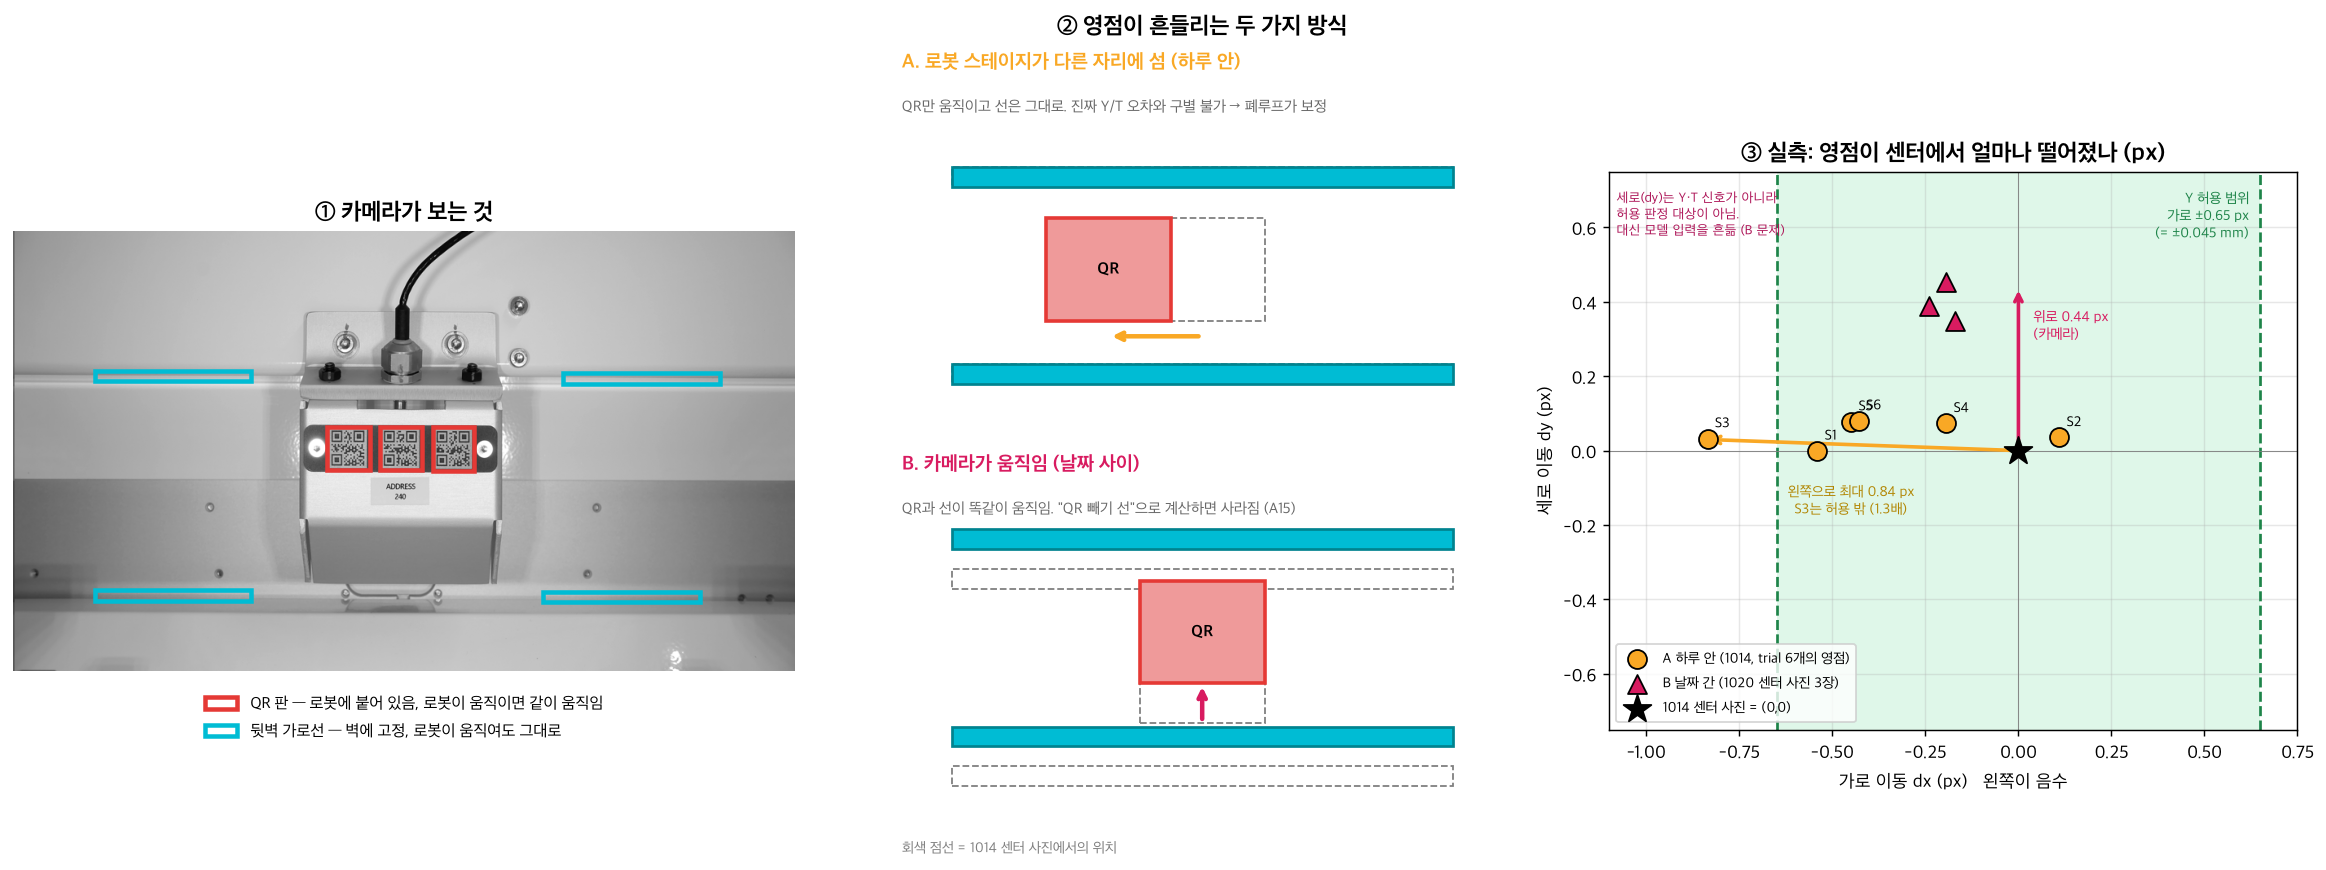 ① 카메라가 보는 것
ADDRESS
240
QR 판 — 로봇에 붙어 있음, 로봇이 움직이면 같이 움직임
뒷벽 가로선 — 벽에 고정, 로봇이 움직여도 그대로
② 영점이 흔들리는 두 가지 방식
A. 로봇 스테이지가 다른 자리에 섬 (하루 안)
QR만 움직이고 선은 그대로. 진짜 Y/T 오차와 구별 불가 → 폐루프가 보정
QR
B. 카메라가 움직임 (날짜 사이)
QR과 선이 똑같이 움직임. "QR 빼기 선"으로 계산하면 사라짐 (A15)
QR
회색 점선 = 1014 센터 사진에서의 위치
③ 실측: 영점이 센터에서 얼마나 떨어졌나 (px)
세로(dy)는 Y·T 신호가 아니라
허용 판정 대상이 아님.
대신 모델 입력을 흔듦 (B 문제)
Y 허용 범위
가로 ±0.65 px
(= ±0.045 mm)
위로 0.44 px
(카메라)
S3
S1
S5
S6
S4
S2
왼쪽으로 최대 0.84 px
S3는 허용 밖 (1.3배)
A 하루 안 (1014, trial 6개의 영점)
B 날짜 간 (1020 센터 사진 3장)
1014 센터 사진 = (0,0)
세로 이동 dy (px)
0.6
0.4
0.2
0.0
-0.2
-0.4
-0.6
-1.00
-0.75
-0.50
-0.25
0.00
0.25
0.50
0.75
가로 이동 dx (px) 왼쪽이 음수